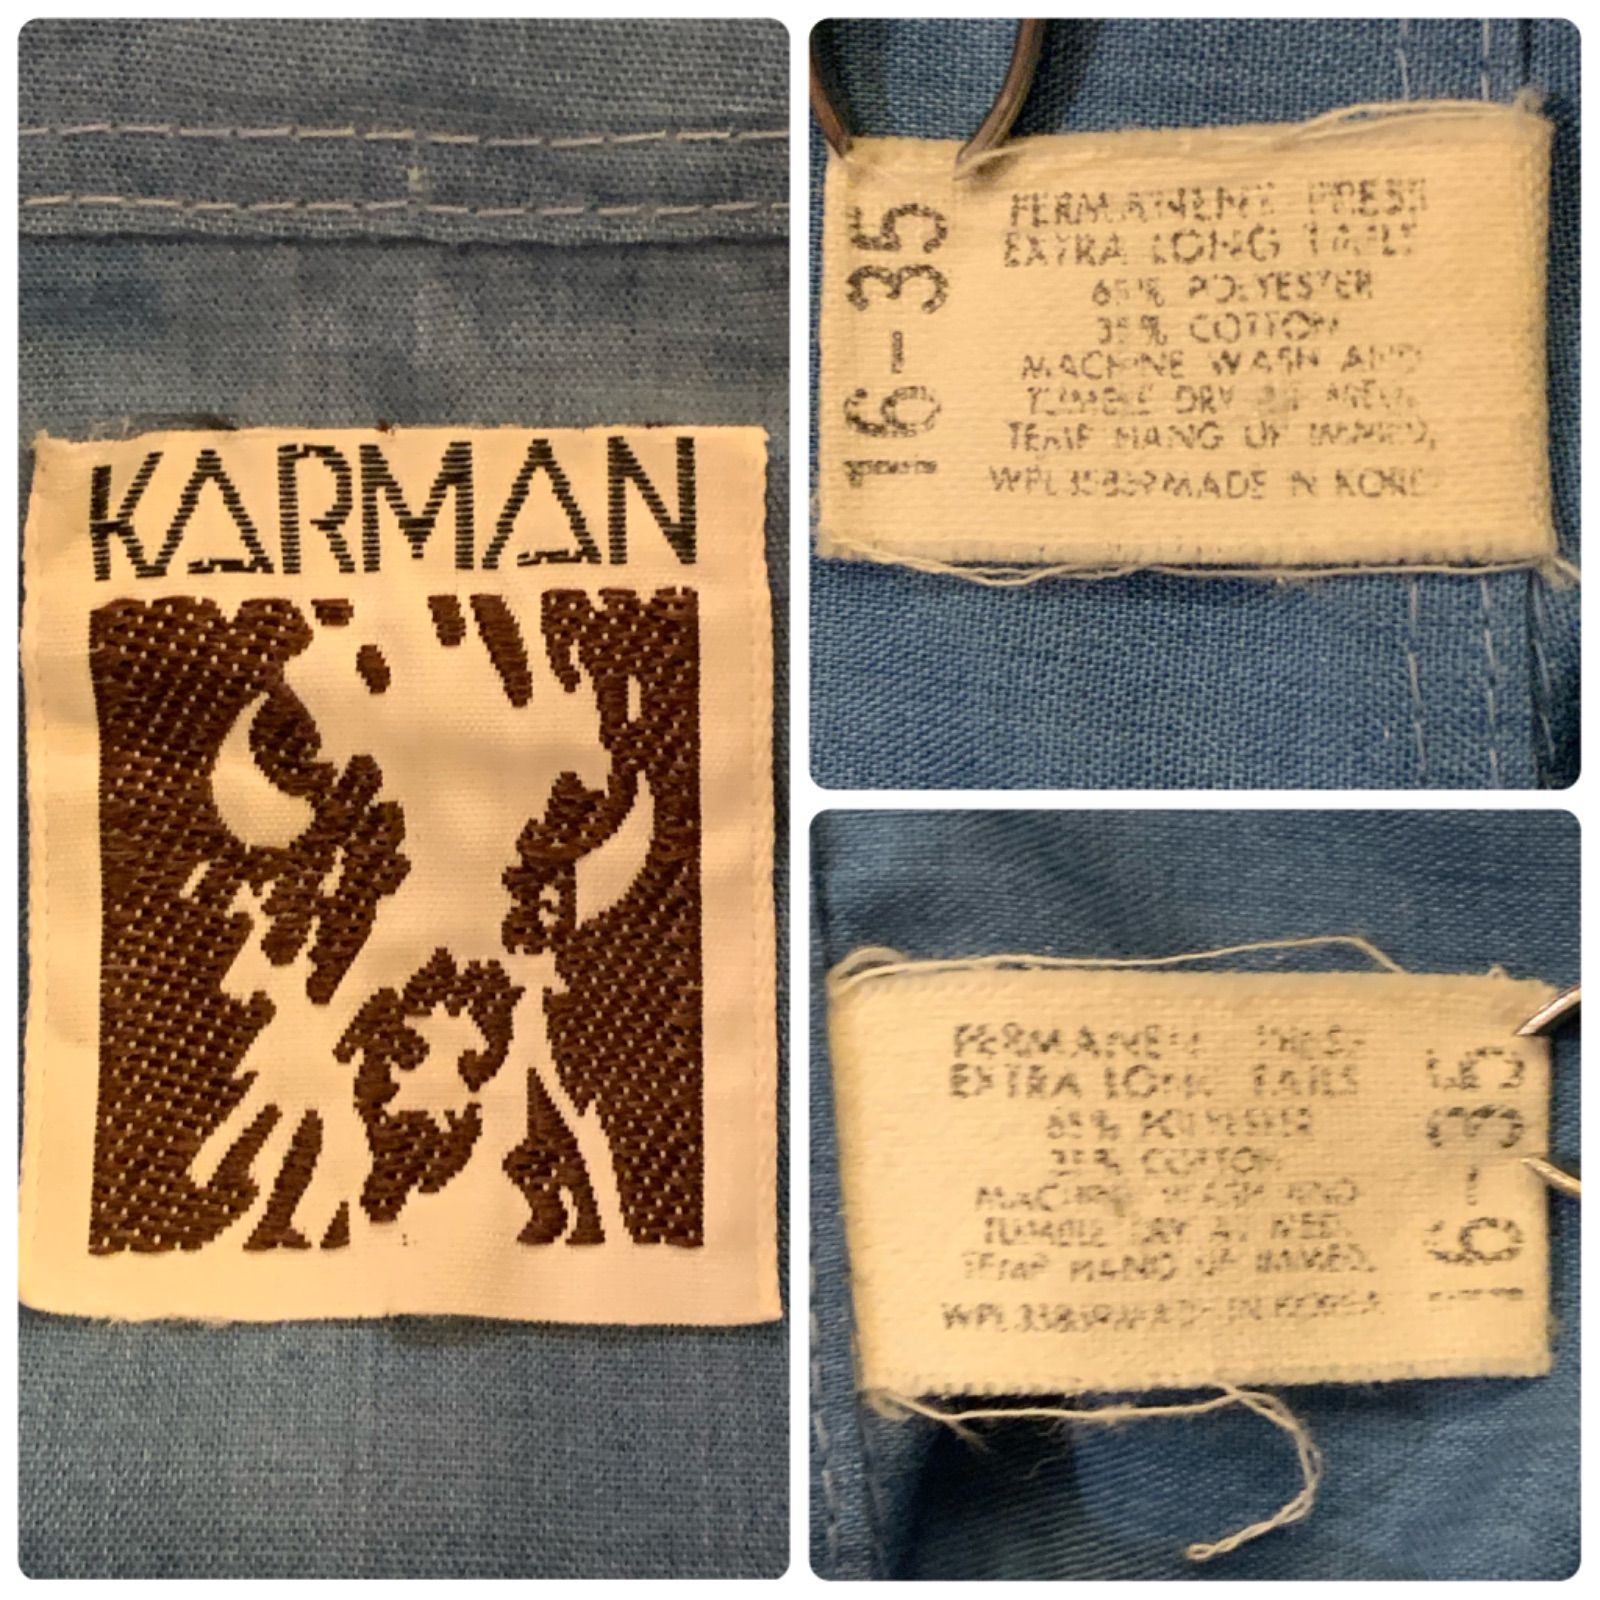 KARMAN
16-35
PERMANENT PRESS
EXTRA LONG TAILS
65% POLYESTER
35% COTTON
MACHINE WASH AND
TUMBLE DRY AT MED.
TEMP HANG UP IMMED.
MADE IN KORE
PERMANENT PRESS
EXTRA LONG TAILS
65% POLYESTER
35% COTTON
MACHINE WASH AND
TUMBLE DRY AT MED.
TEMP HANG UP IMMED.
MADE IN KOREA
16-35